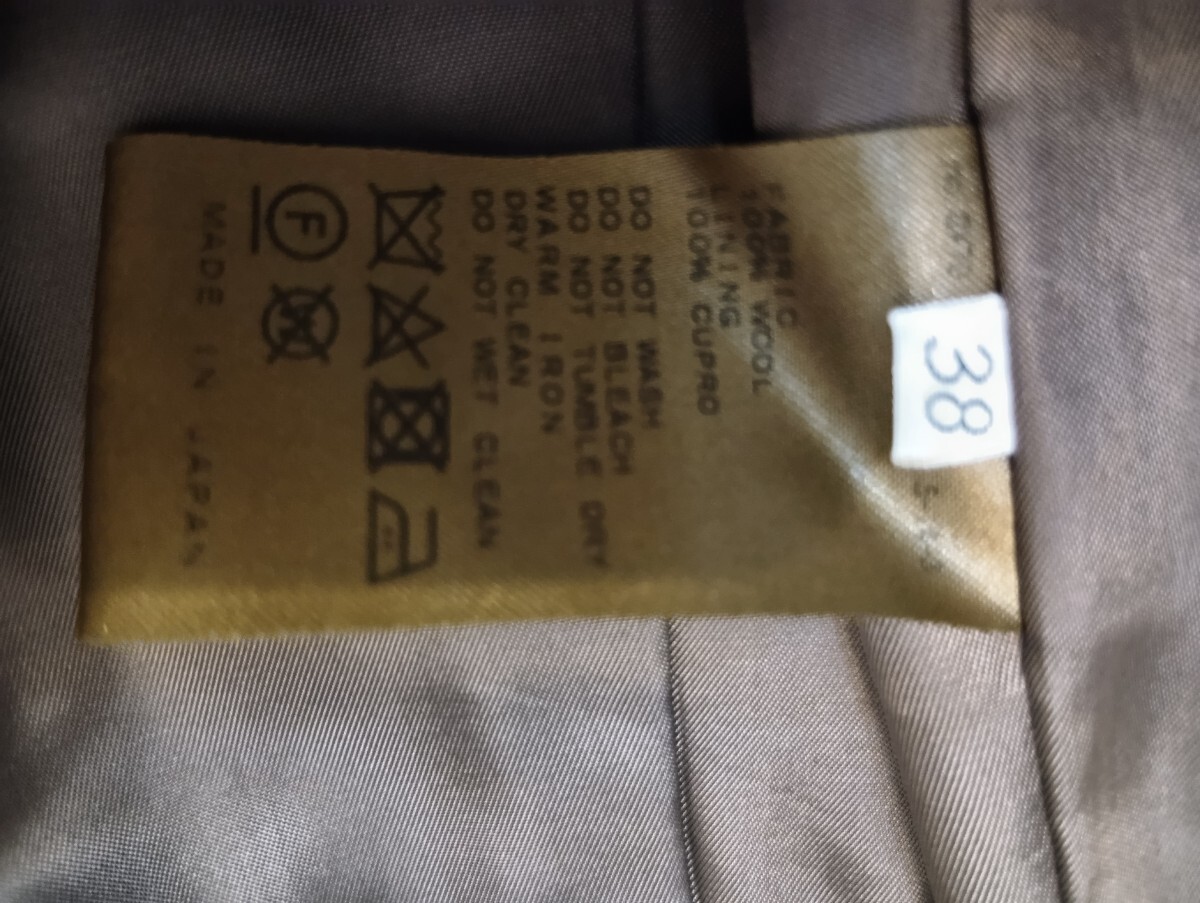 38
FABRIC
100% WOOL
LINING
100% CUPRO
DO NOT WASH
DO NOT BLEACH
DO NOT TUMBLE DRY
WARM IRON
DRY CLEAN
DO NOT WET CLEAN
F
W
MADE IN JAPAN